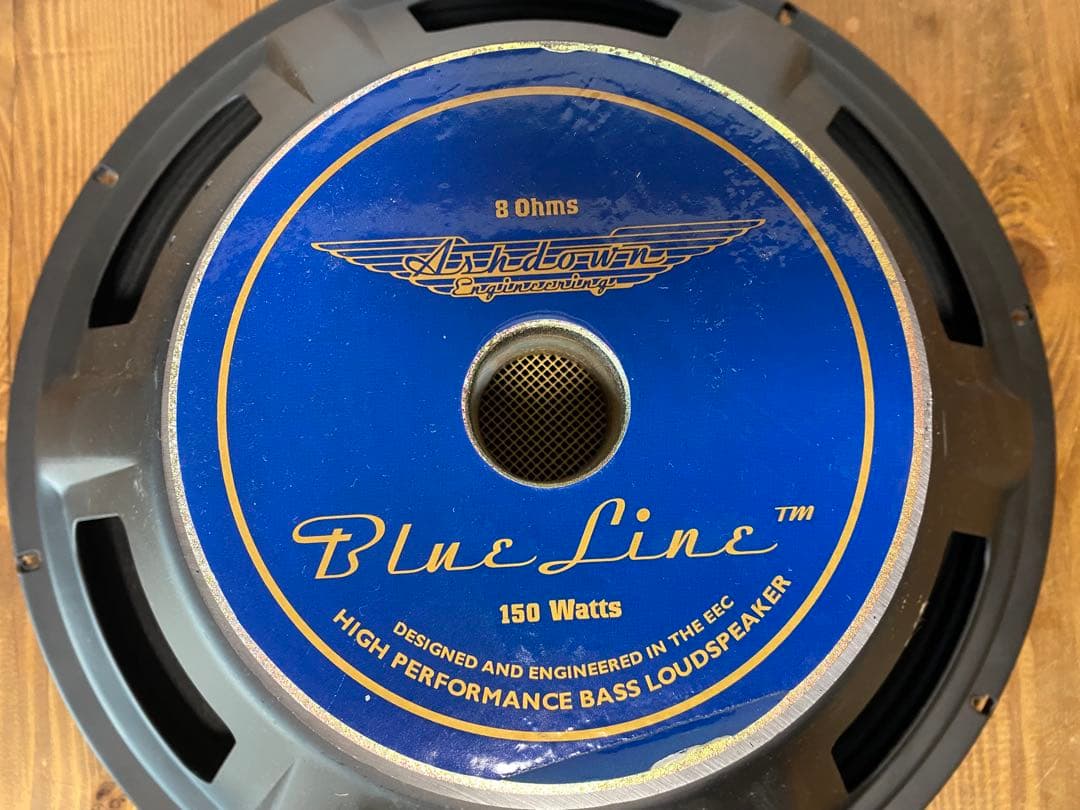 8 Ohms
Ashdown
Engineering
Blue Line™
150 Watts
DESIGNED AND ENGINEERED IN THE EEC
HIGH PERFORMANCE BASS LOUDSPEAKER